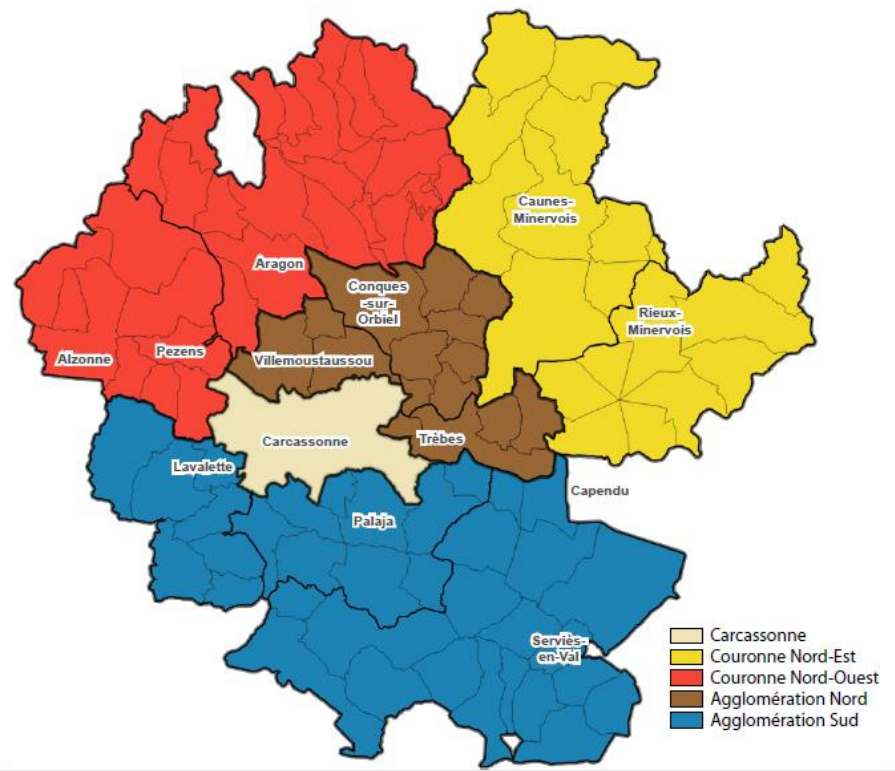 Caunes-
Minervois
Aragon
Conques
-sur-
Orbiel
Rieux-
Minervois
Alzonne
Pezens
Villemoustaussou
Carcassonne
Trèbes
Lavalette
Capendu
Palaja
Serviès-
en-Val
Carcassonne
Couronne Nord-Est
Couronne Nord-Ouest
Agglomération Nord
Agglomération Sud